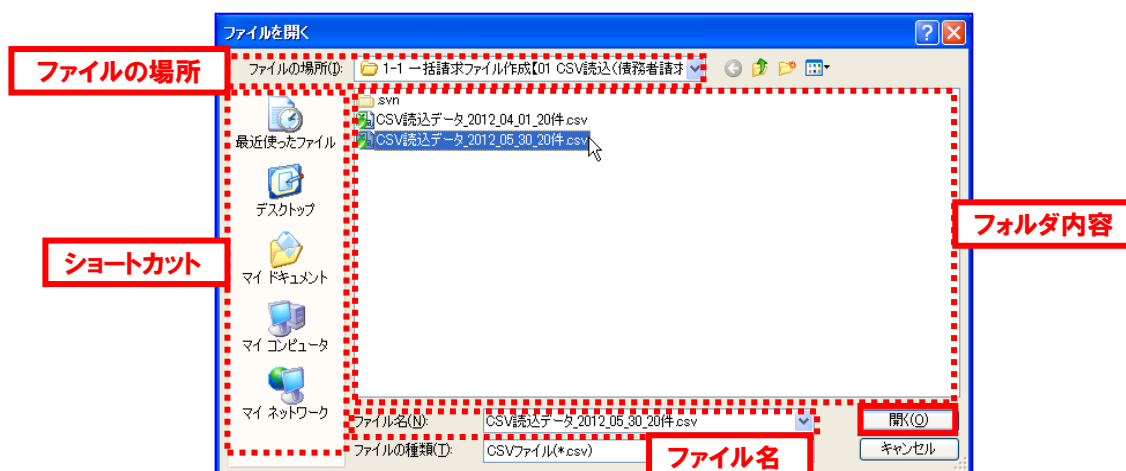 ファイルを開く
ファイルの場所
ファイルの場所(I):
1-1 一括請求ファイル作成【01 CSV読込(債務者請求
.svn
CSV読込データ_2012_04_01_20件.csv
CSV読込データ_2012_05_30_20件.csv
最近使ったファイル
デスクトップ
フォルダ内容
ショートカット
マイ ドキュメント
マイ コンピュータ
マイ ネットワーク
ファイル名(N):
CSV読込データ_2012_05_30_20件.csv
開く(O)
ファイルの種類(T):
CSVファイル(*.csv)
ファイル名
キャンセル